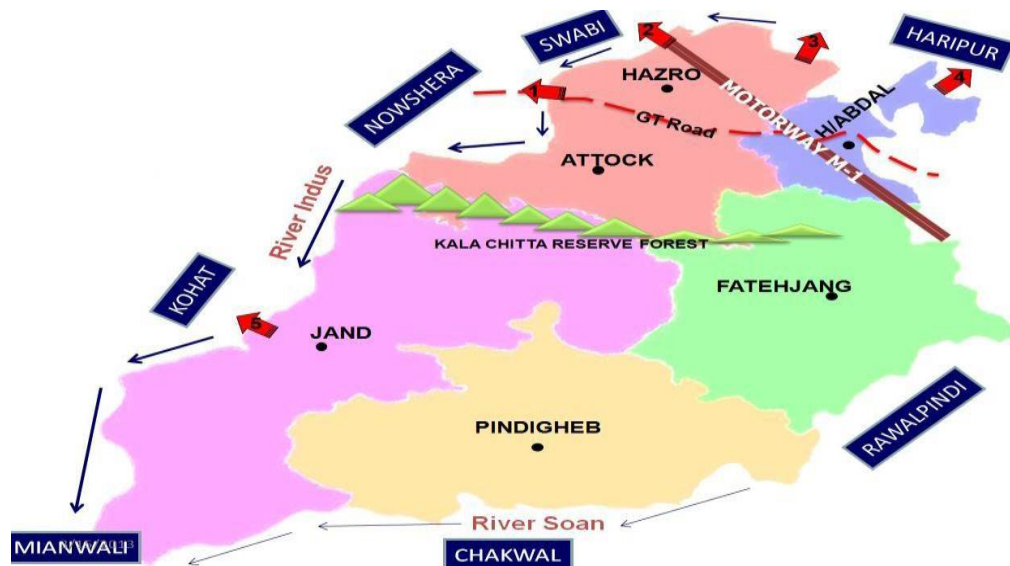 SWABI
2
3
HARIPUR
4
HAZRO
NOWSHERA
1
MOTORWAY M-1
H/ABDAL
GT Road
ATTOCK
River Indus
KALA CHITTA RESERVE FOREST
KOHAT
FATEHJANG
5
JAND
RAWALPINDI
PINDIGHEB
River Soan
MIANWALI
CHAKWAL